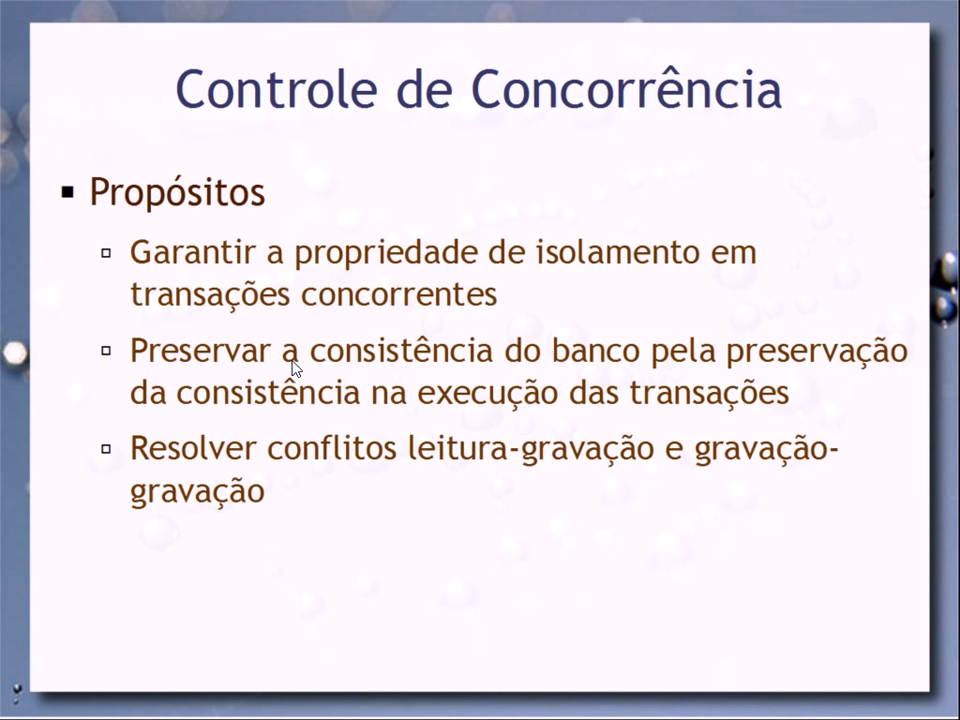 Controle de Concorrência
Propósitos
Garantir a propriedade de isolamento em
transações concorrentes
Preservar a consistência do banco pela preservação
da consistência na execução das transações
Resolver conflitos leitura-gravação e gravação-
gravação